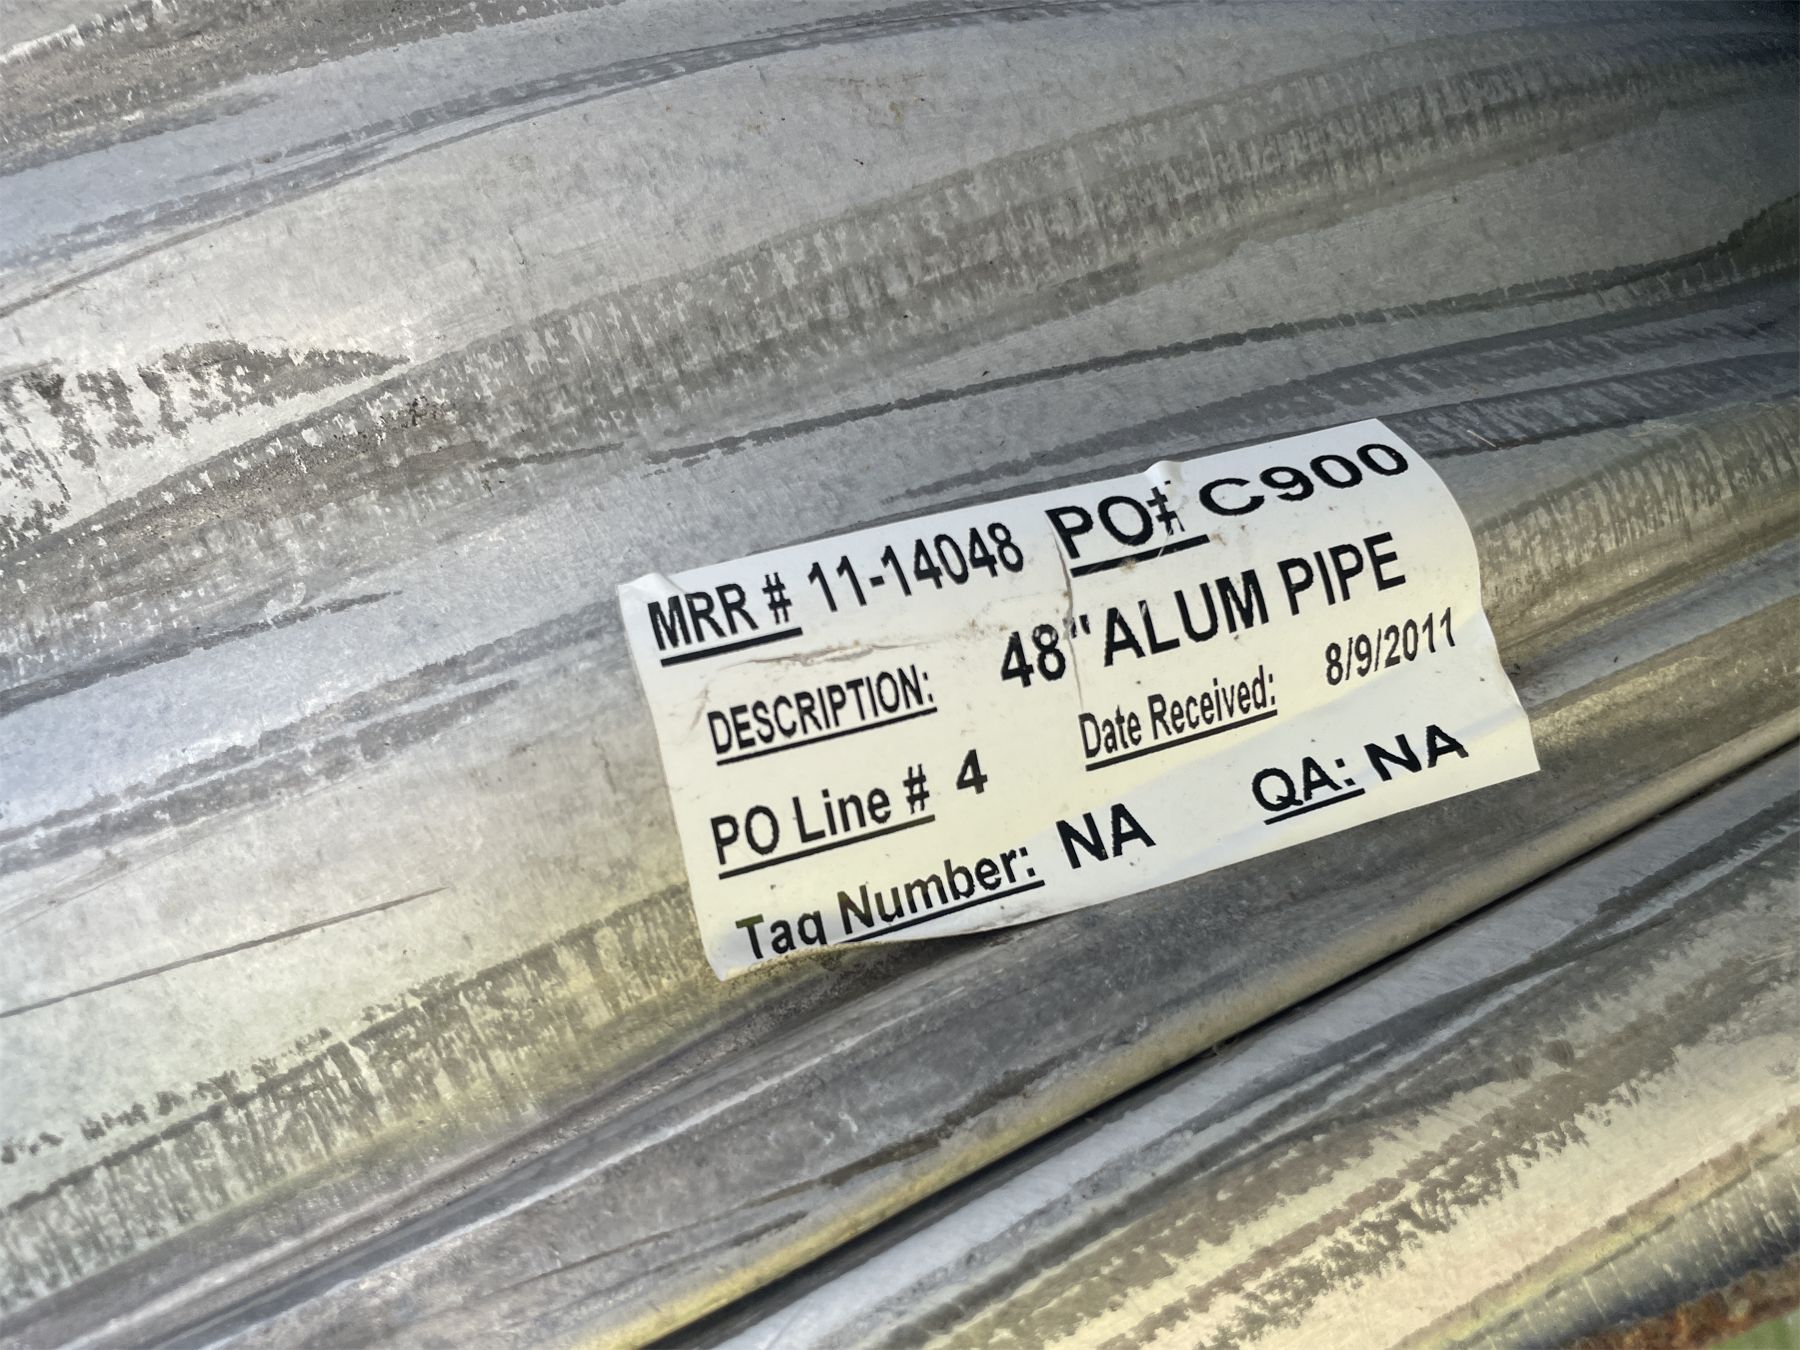 MRR # 11-14048 PO# C900
DESCRIPTION: 48" ALUM PIPE
PO Line # 4 Date Received: 8/9/2011
Tag Number: NA QA: NA